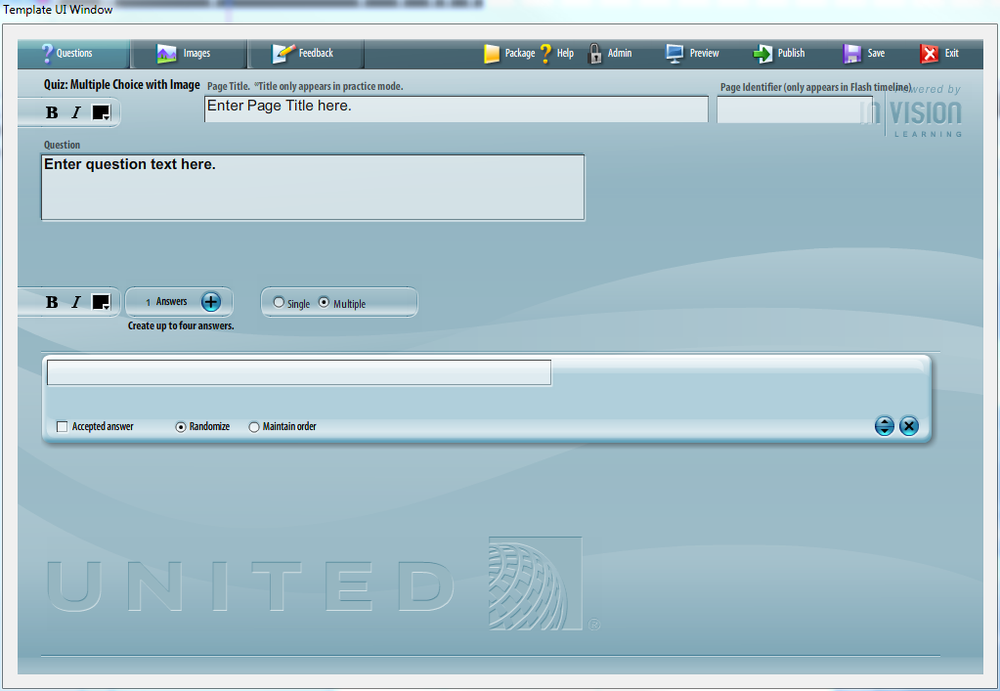 Template UI Window
Questions Images Feedback Package Help Admin Preview Publish Save Exit
Quiz: Multiple Choice with Image Page Title. *Title only appears in practice mode. Page Identifier (only appears in Flash timeline)
Powered by
B I Enter Page Title here. in VISION
LEARNING
Question
Enter question text here.
B I 1 Answers Single Multiple
Create up to four answers.
Accepted answer Randomize Maintain order
UNITED ®